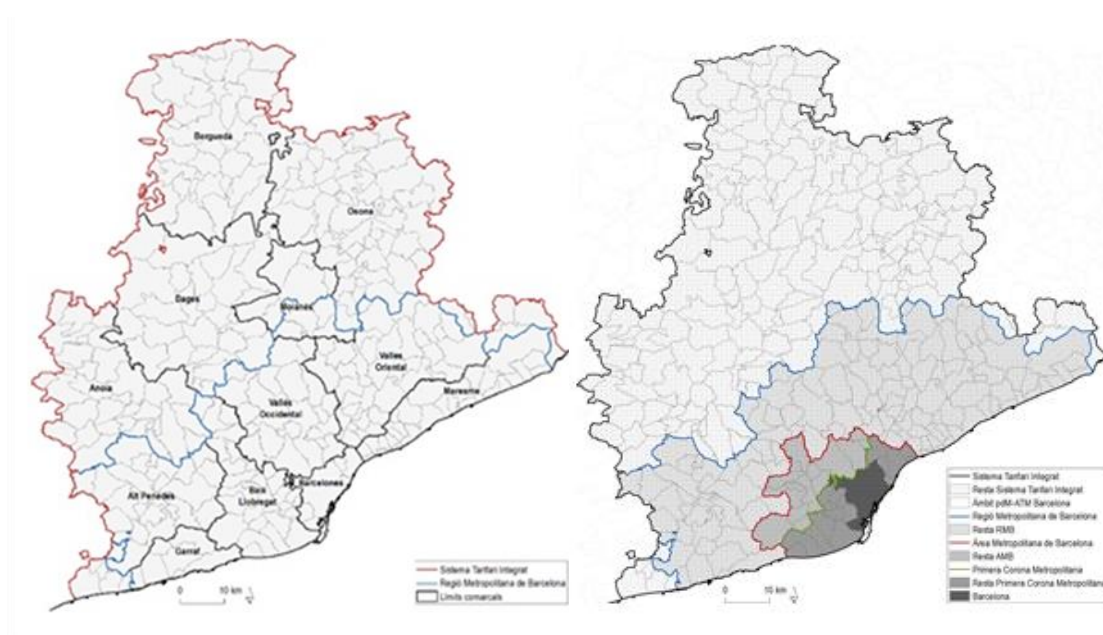 Berguedà
Osona
Bages
Moianès
Anoia
Vallès
Oriental
Maresme
Vallès
Occidental
Alt Penedès
Baix
Llobregat
Barcelonès
Garraf
Sistema Tarifari Integrat
Regió Metropolitana de Barcelona
Límits comarcals
0
10 km
Sistema Tarifari Integrat
Resta Sistema Tarifari Integrat
Àmbit pdM-ATM Barcelona
Regió Metropolitana de Barcelona
Resta RMB
Àrea Metropolitana de Barcelona
Resta AMB
Primera Corona Metropolitana
Resta Primera Corona Metropolitana
Barcelona
0
10 km